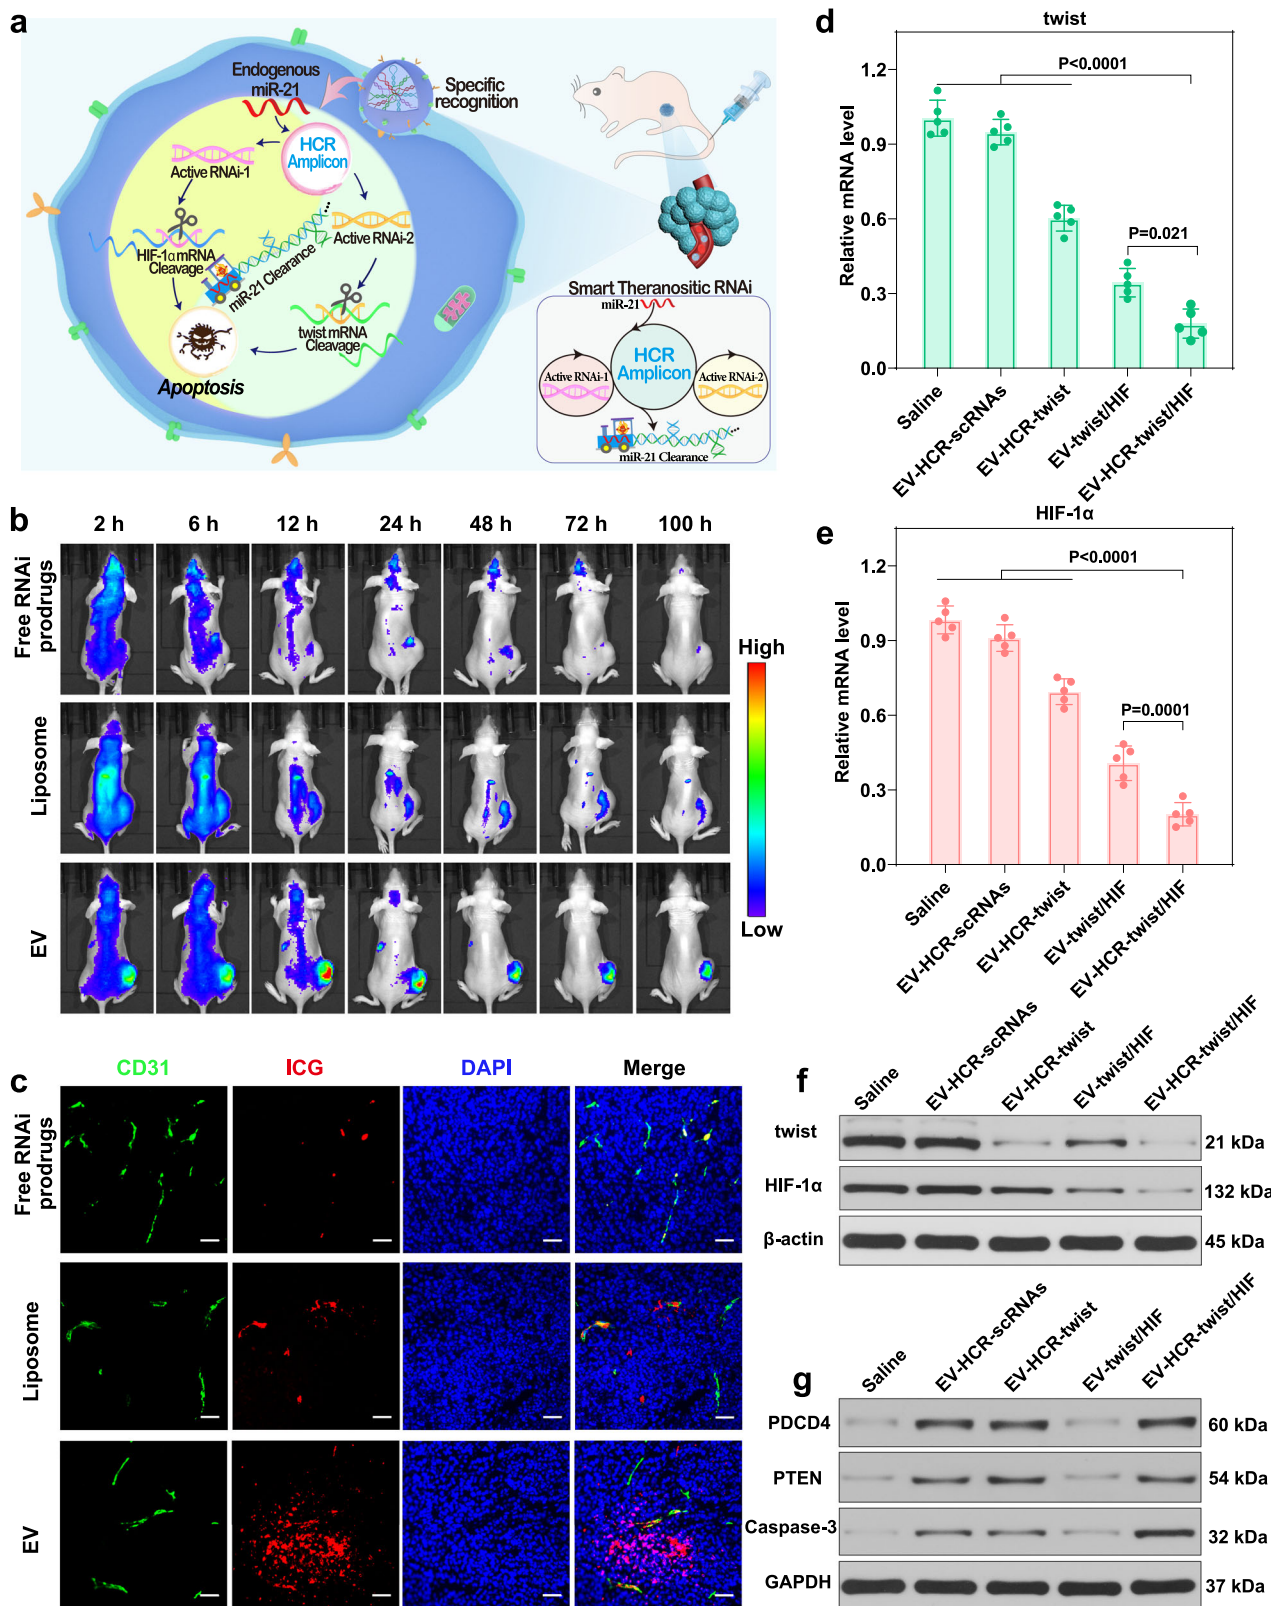 a
Endogenous
miR-21
Specific
recognition
HCR
Amplicon
Active RNAi-1
Active RNAi-2
HIF-1αmRNA
Cleavage
miR-21 Clearance
twist mRNA
Cleavage
Apoptosis
Smart Theranositic RNAi
miR-21
HCR
Amplicon
Active RNAi-1
Active RNAi-2
miR-21 Clearance
b
2 h 6 h 12 h 24 h 48 h 72 h 100 h
Free RNAi
prodrugs
Liposome
EV
High
Low
c
CD31 ICG DAPI Merge
Free RNAi
prodrugs
Liposome
EV
d
twist
Relative mRNA level
1.2
0.9
0.6
0.3
0.0
P<0.0001
P=0.021
Saline
EV-HCR-scRNAs
EV-HCR-twist
EV-twist/HIF
EV-HCR-twist/HIF
e
HIF-1α
Relative mRNA level
1.2
0.9
0.6
0.3
0.0
P<0.0001
P=0.0001
Saline
EV-HCR-scRNAs
EV-HCR-twist
EV-twist/HIF
EV-HCR-twist/HIF
f
Saline
EV-HCR-scRNAs
EV-HCR-twist
EV-twist/HIF
EV-HCR-twist/HIF
twist 21 kDa
HIF-1α 132 kDa
β-actin 45 kDa
g
Saline
EV-HCR-scRNAs
EV-HCR-twist
EV-twist/HIF
EV-HCR-twist/HIF
PDCD4 60 kDa
PTEN 54 kDa
Caspase-3 32 kDa
GAPDH 37 kDa